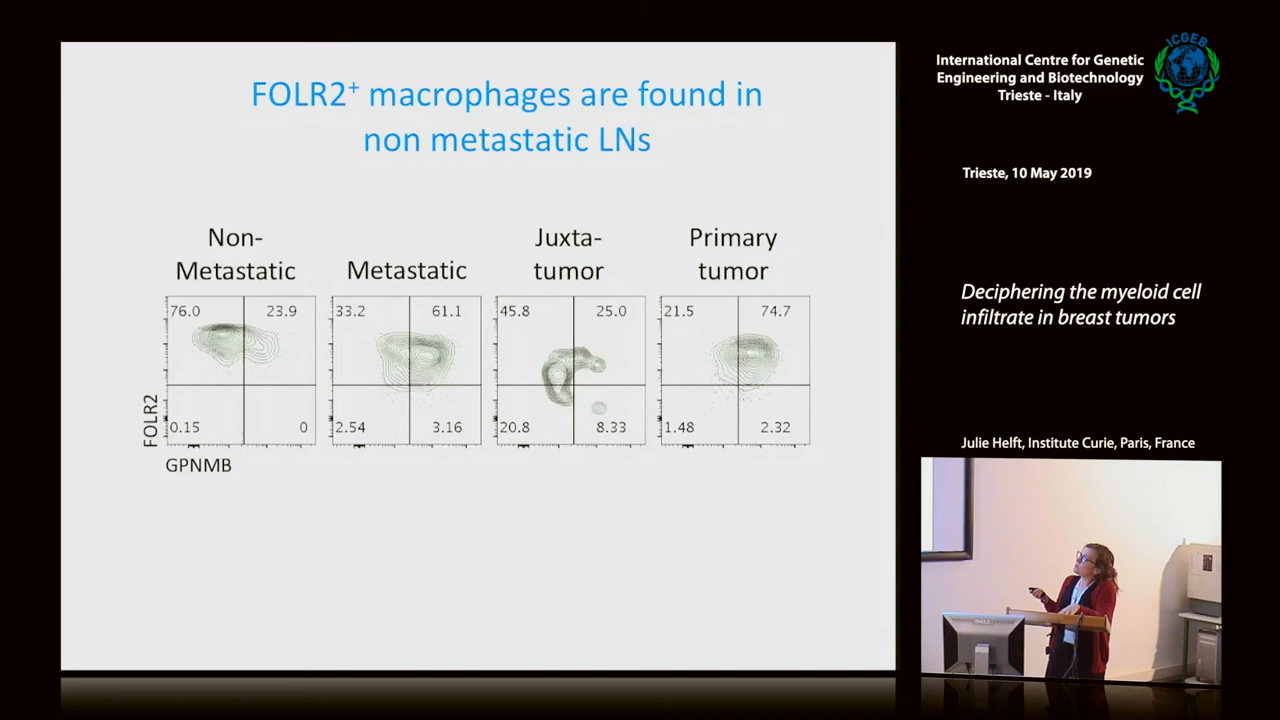 FOLR2+ macrophages are found in
non metastatic LNs
Non-
Metastatic
Metastatic
Juxta-
tumor
Primary
tumor
76.0
23.9
0.15
0
33.2
61.1
2.54
3.16
45.8
25.0
20.8
8.33
21.5
74.7
1.48
2.32
FOLR2
GPNMB
International Centre for Genetic
Engineering and Biotechnology
Trieste - Italy
ICGEB
Trieste, 10 May 2019
Deciphering the myeloid cell
infiltrate in breast tumors
Julie Helft, Institute Curie, Paris, France
DELL